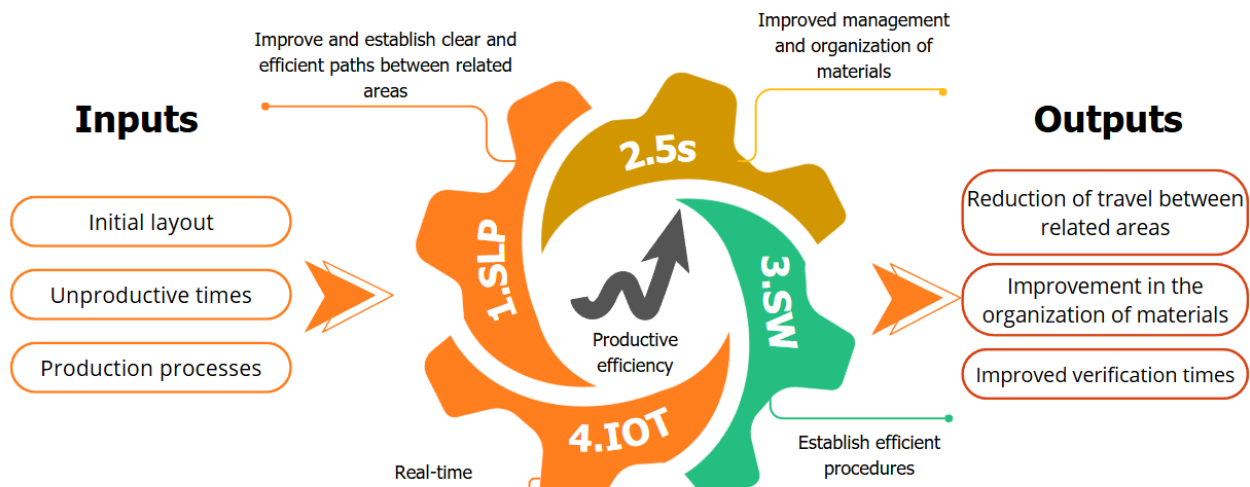 Inputs
Initial layout
Unproductive times
Production processes
Improve and establish clear and
efficient paths between related
areas
Improved management
and organization of
materials
1.SLP
2.5s
3.SW
4.IOT
Productive
efficiency
Real-time
Establish efficient
procedures
Outputs
Reduction of travel between
related areas
Improvement in the
organization of materials
Improved verification times